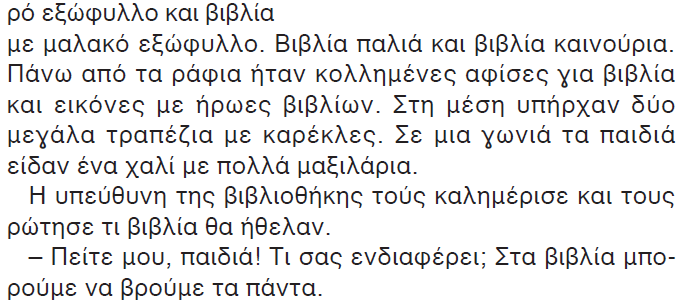 ρό εξώφυλλο και βιβλία
με μαλακό εξώφυλλο. Βιβλία παλιά και βιβλία καινούρια.
Πάνω από τα ράφια ήταν κολλημένες αφίσες για βιβλία
και εικόνες με ήρωες βιβλίων. Στη μέση υπήρχαν δύο
μεγάλα τραπέζια με καρέκλες. Σε μια γωνιά τα παιδιά
είδαν ένα χαλί με πολλά μαξιλάρια.
Η υπεύθυνη της βιβλιοθήκης τούς καλημέρισε και τους
ρώτησε τι βιβλία θα ήθελαν.
– Πείτε μου, παιδιά! Τι σας ενδιαφέρει; Στα βιβλία μπο-
ρούμε να βρούμε τα πάντα.